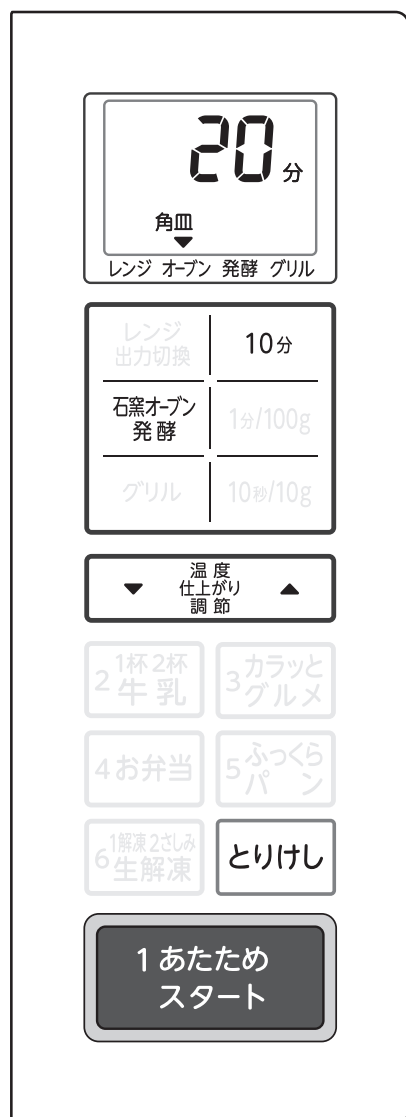 20分
角皿
レンジ オーブン 発酵 グリル
レンジ
出力切換
10分
石窯オーブン
発酵
1分/100g
グリル
10秒/10g
温度
仕上がり
調節
1杯2杯
2牛乳
3カラッと
グルメ
4お弁当
5ふっくら
パン
1解凍2さしみ
6生解凍
とりけし
1あたため
スタート